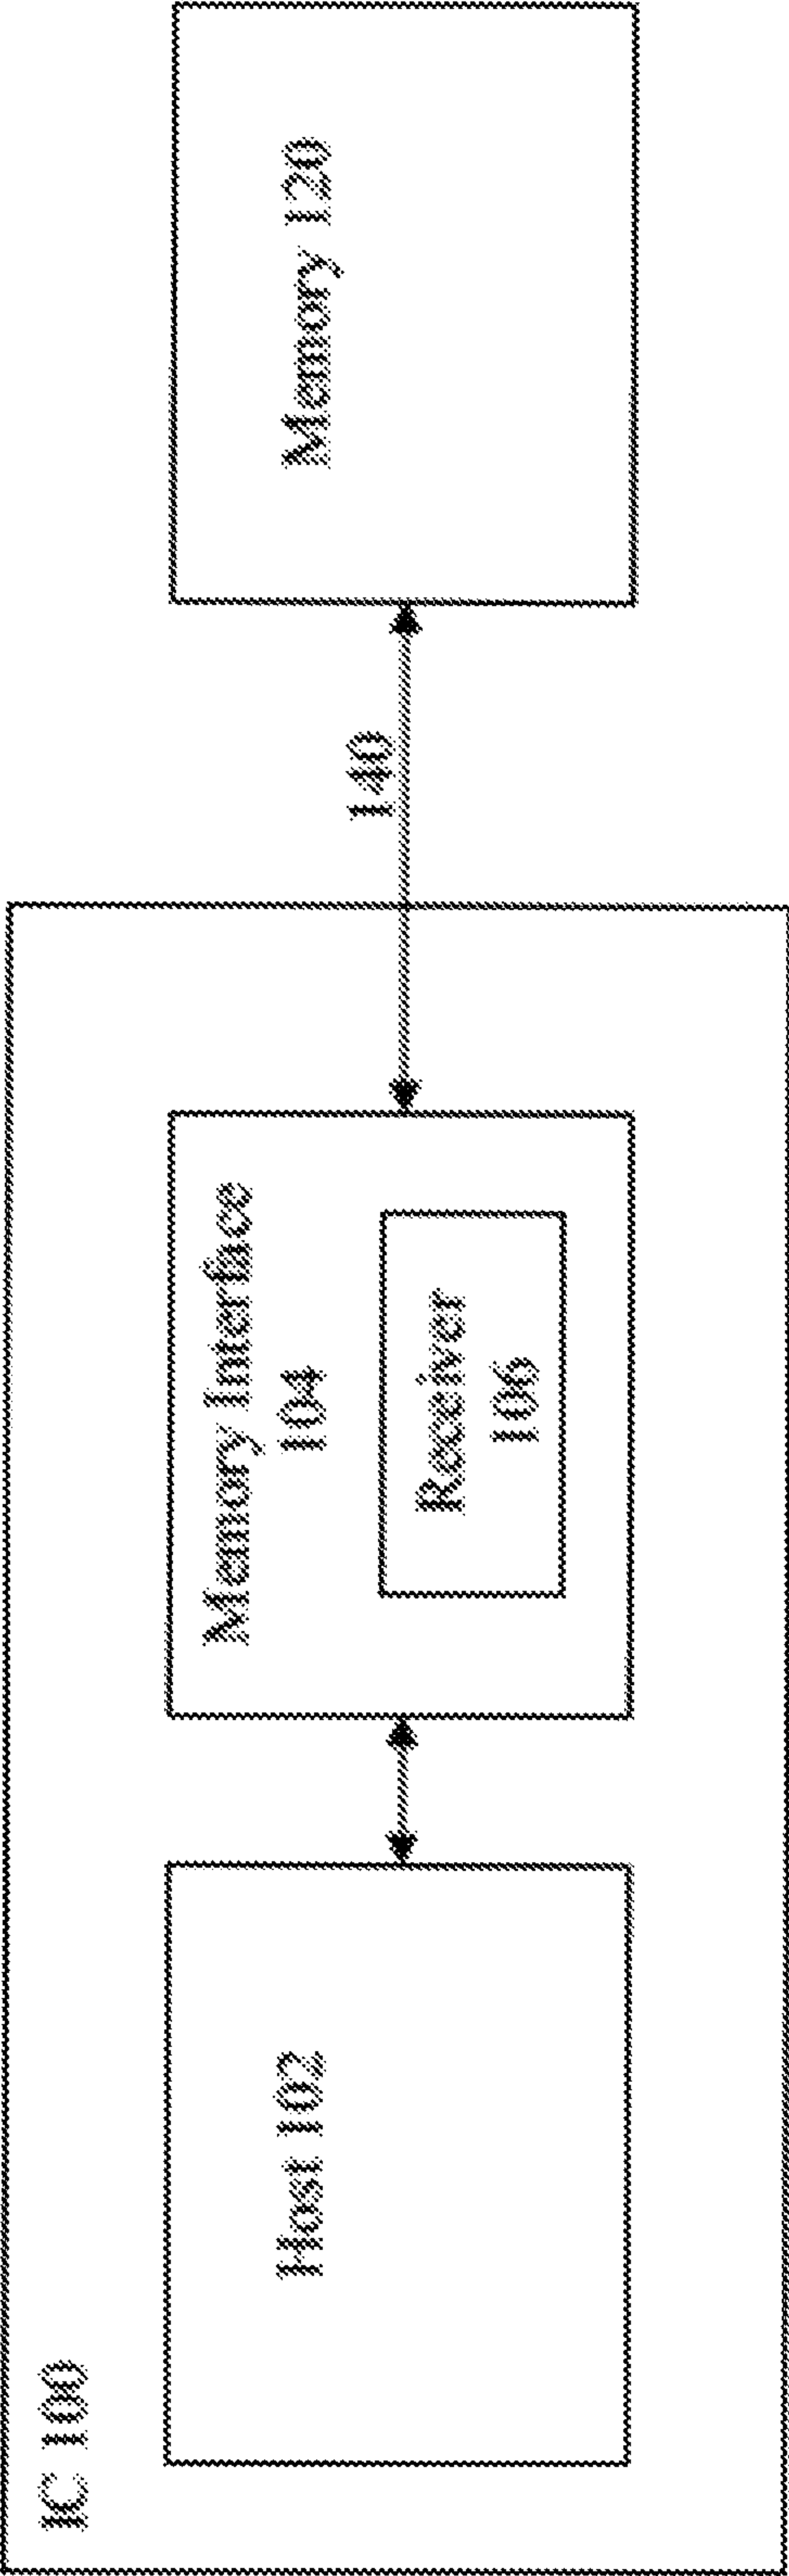 IC 100
Host 102
Memory Interface
104
Receiver
106
140
Memory 120